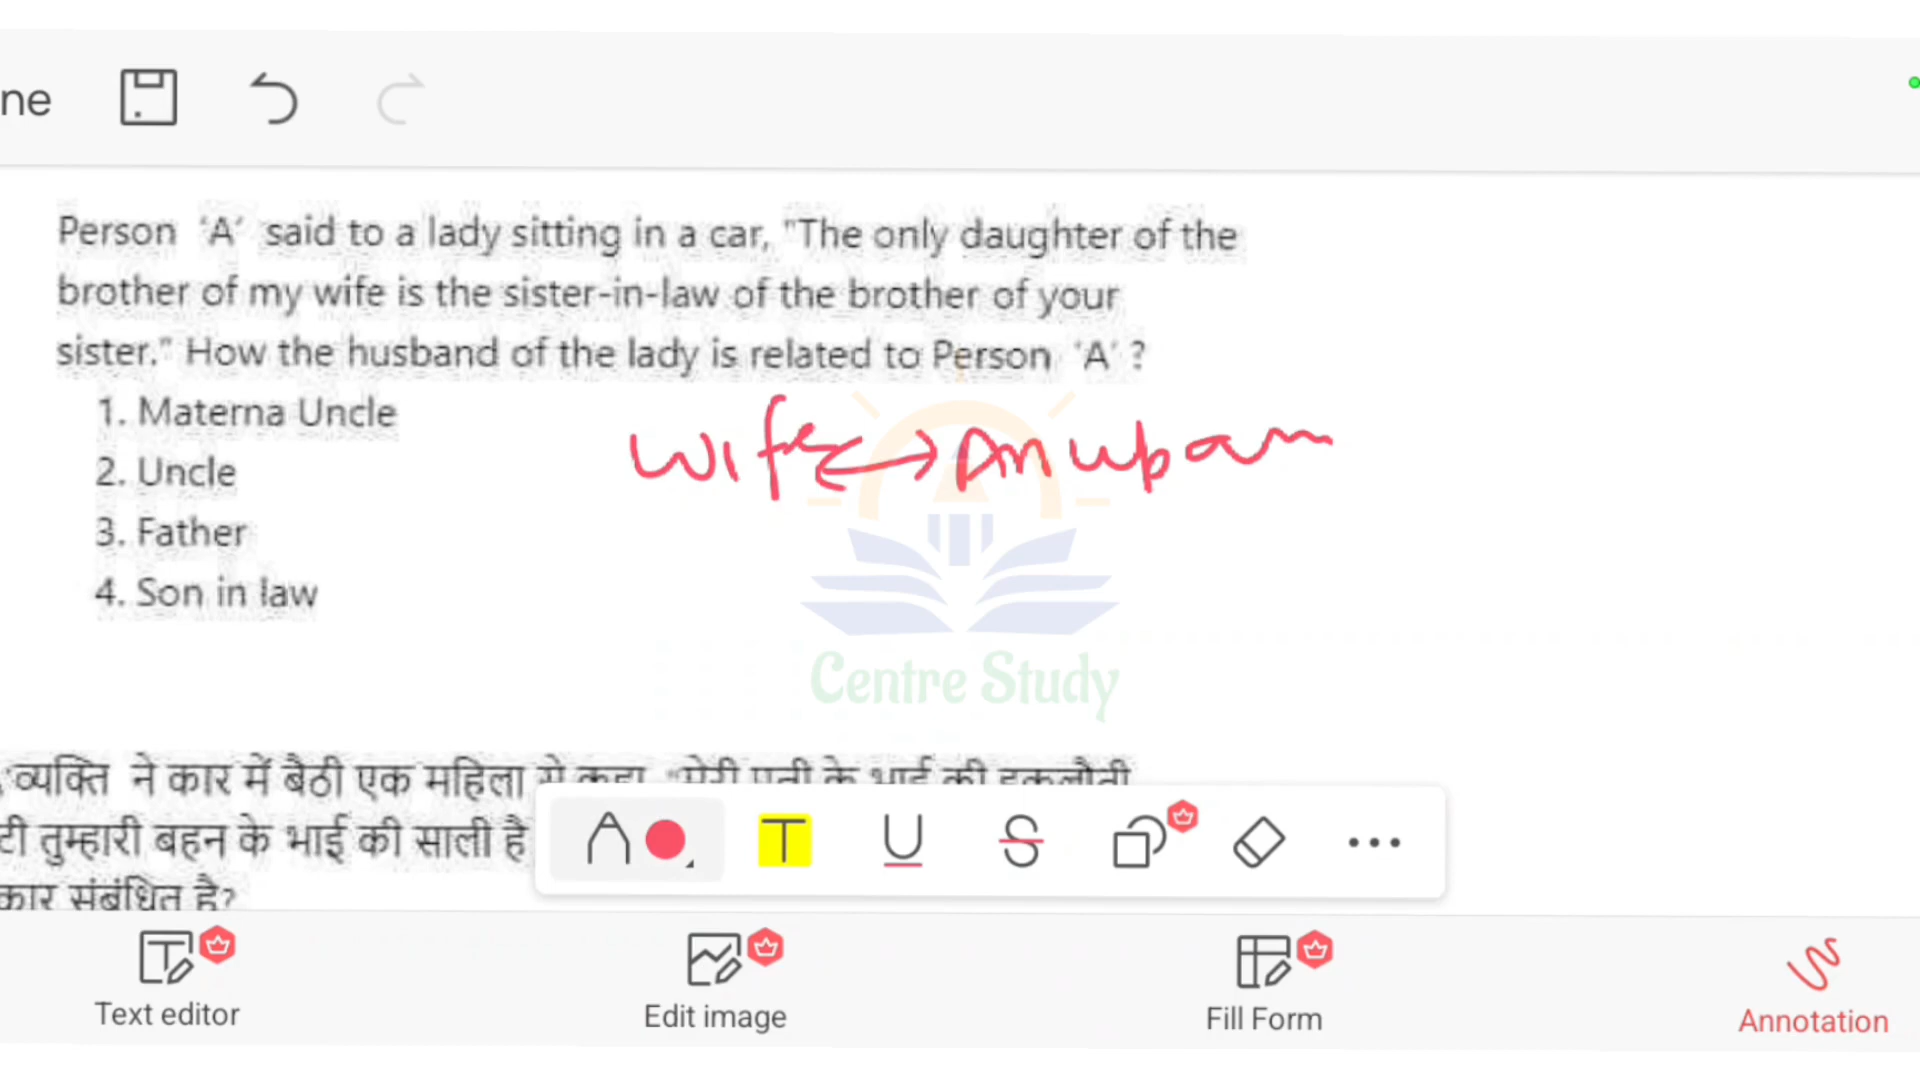 ne
Person 'A' said to a lady sitting in a car, "The only daughter of the
brother of my wife is the sister-in-law of the brother of your
sister." How the husband of the lady is related to Person 'A' ?
1. Materna Uncle
2. Uncle
3. Father
4. Son in law
wife Anupam
Centre Study
व्यक्ति ने कार में बैठी एक महिला से कहा, "मेरी पत्नी के भाई की इकलौती
टी तुम्हारी बहन के भाई की साली है
कार संबंधित है?
Text editor
Edit image
Fill Form
Annotation